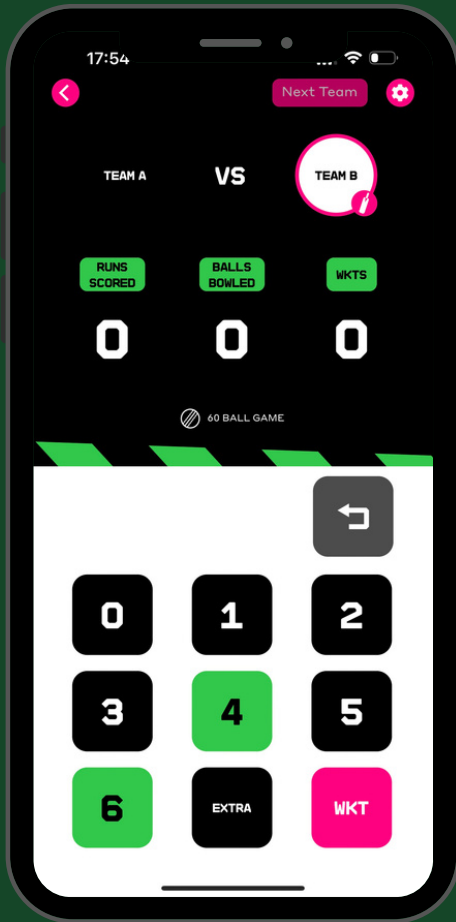 17:54
Next Team
TEAM A VS TEAM B
RUNS SCORED BALLS BOWLED WKTS
0 0 0
60 BALL GAME
0 1 2
3 4 5
6 EXTRA WKT